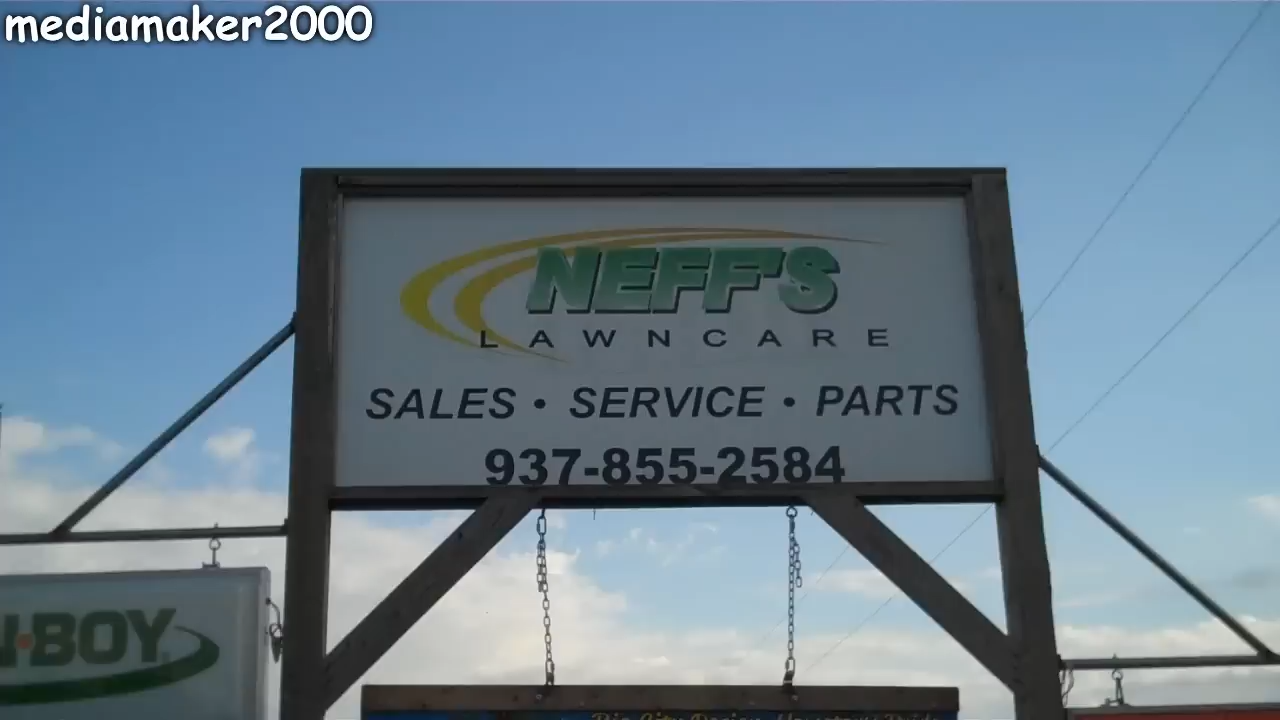 mediamaker2000
NEFF'S
LAWNCARE
SALES • SERVICE • PARTS
937-855-2584
N-BOY